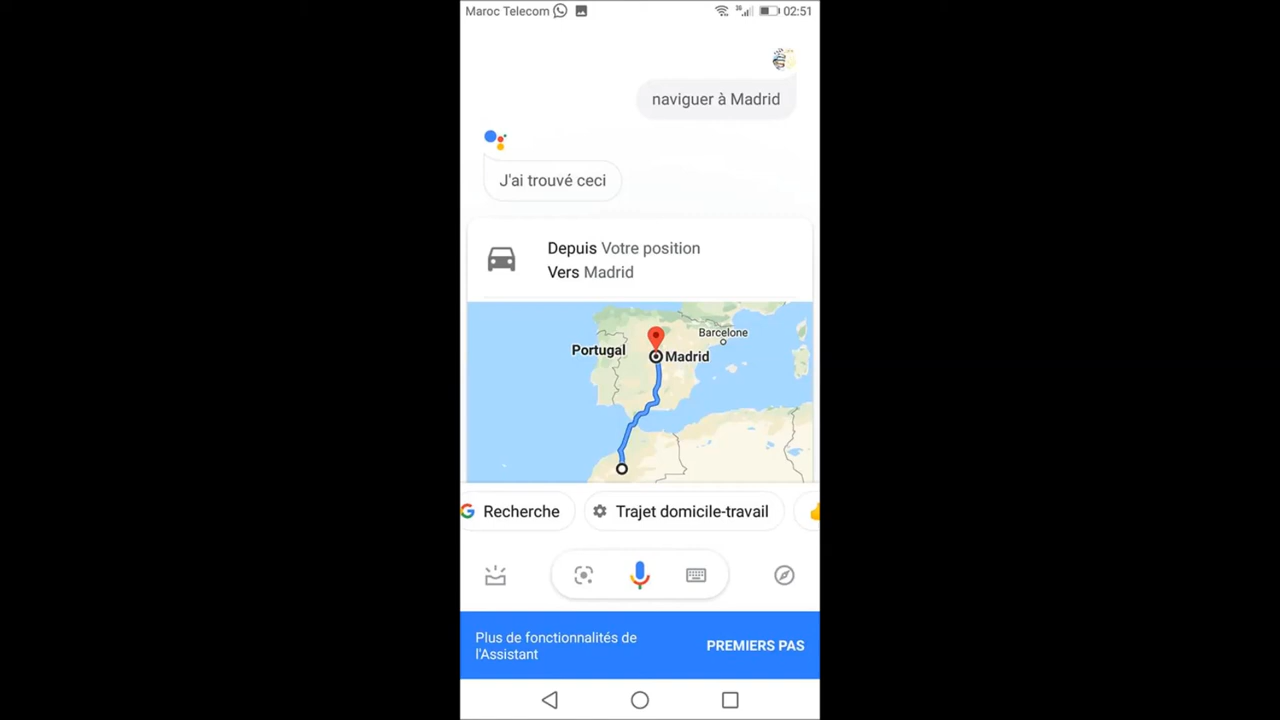 Maroc Telecom 02:51
naviguer à Madrid
J'ai trouvé ceci
Depuis Votre position
Vers Madrid
Barcelone
Portugal
Madrid
Recherche
Trajet domicile-travail
Plus de fonctionnalités de
l'Assistant
PREMIERS PAS